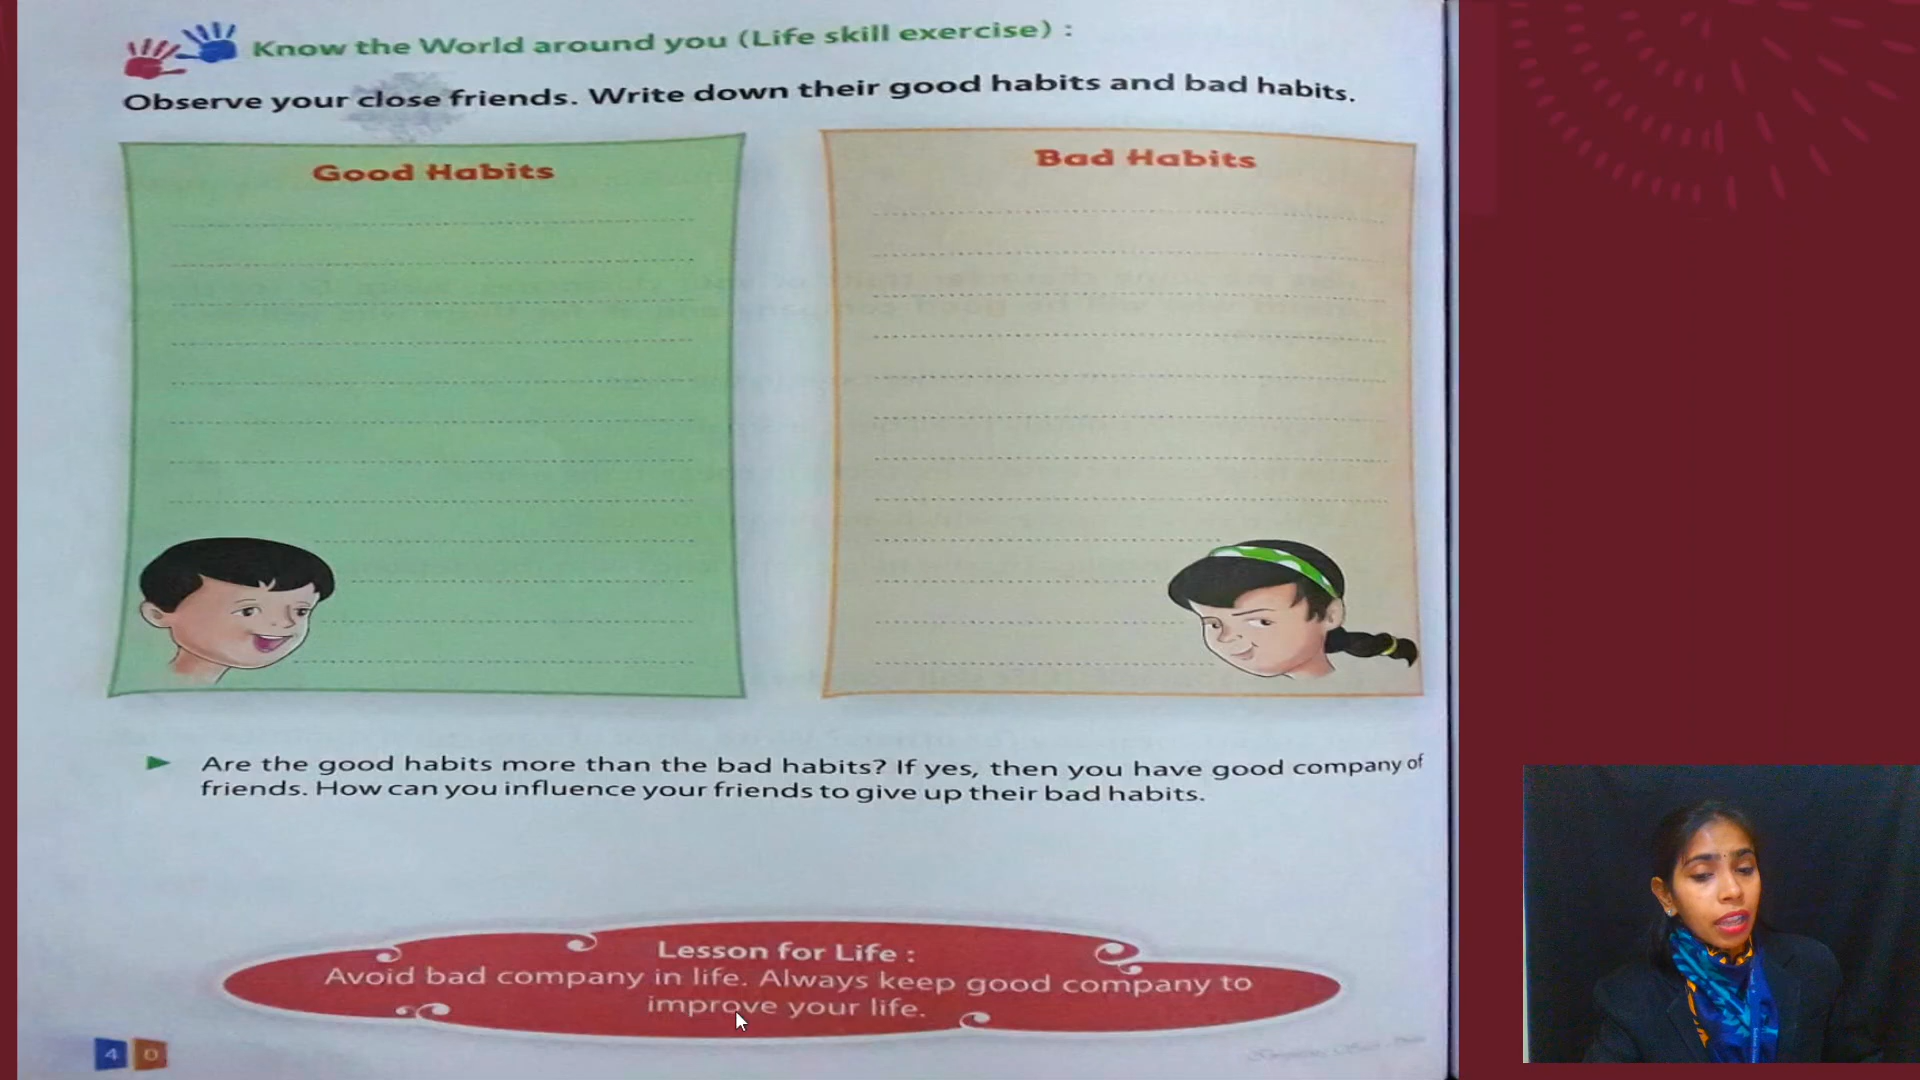 Know the World around you (Life skill exercise) :
Observe your close friends. Write down their good habits and bad habits.
Good Habits
Bad Habits
Are the good habits more than the bad habits? If yes, then you have good company of
friends. How can you influence your friends to give up their bad habits.
Lesson for Life :
Avoid bad company in life. Always keep good company to
improve your life.
4 0